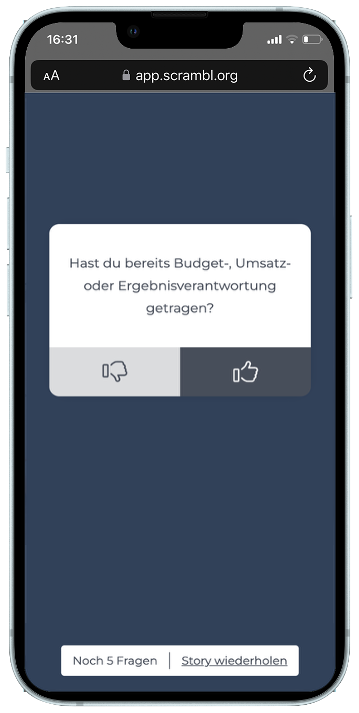 16:31
AA
app.scrambl.org
Hast du bereits Budget-, Umsatz-
oder Ergebnisverantwortung
getragen?
Noch 5 Fragen | Story wiederholen